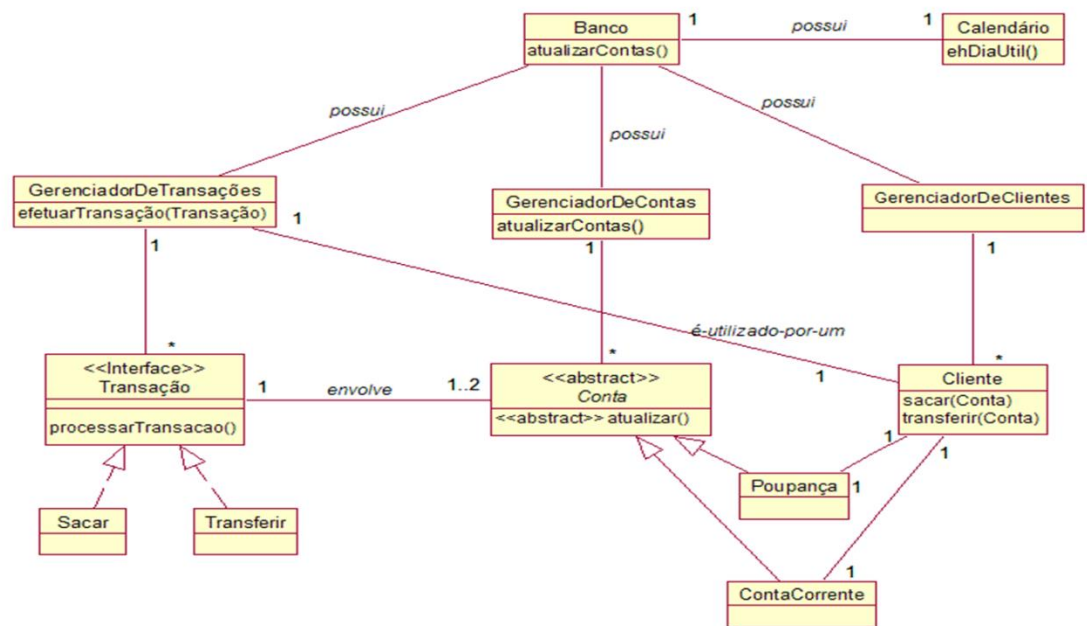 Banco
atualizarContas()
1
possui
1
Calendário
ehDiaUtil()
possui
possui
possui
GerenciadorDeTransações
efetuarTransação(Transação)
1
1
GerenciadorDeContas
atualizarContas()
1
GerenciadorDeClientes
1
é-utilizado-por-um
*
<<Interface>>
Transação
processarTransacao()
1
envolve
1..2
*
<<abstract>>
Conta
<<abstract>> atualizar()
1
*
Cliente
sacar(Conta)
transferir(Conta)
1
1
Poupança
1
Sacar
Transferir
1
ContaCorrente